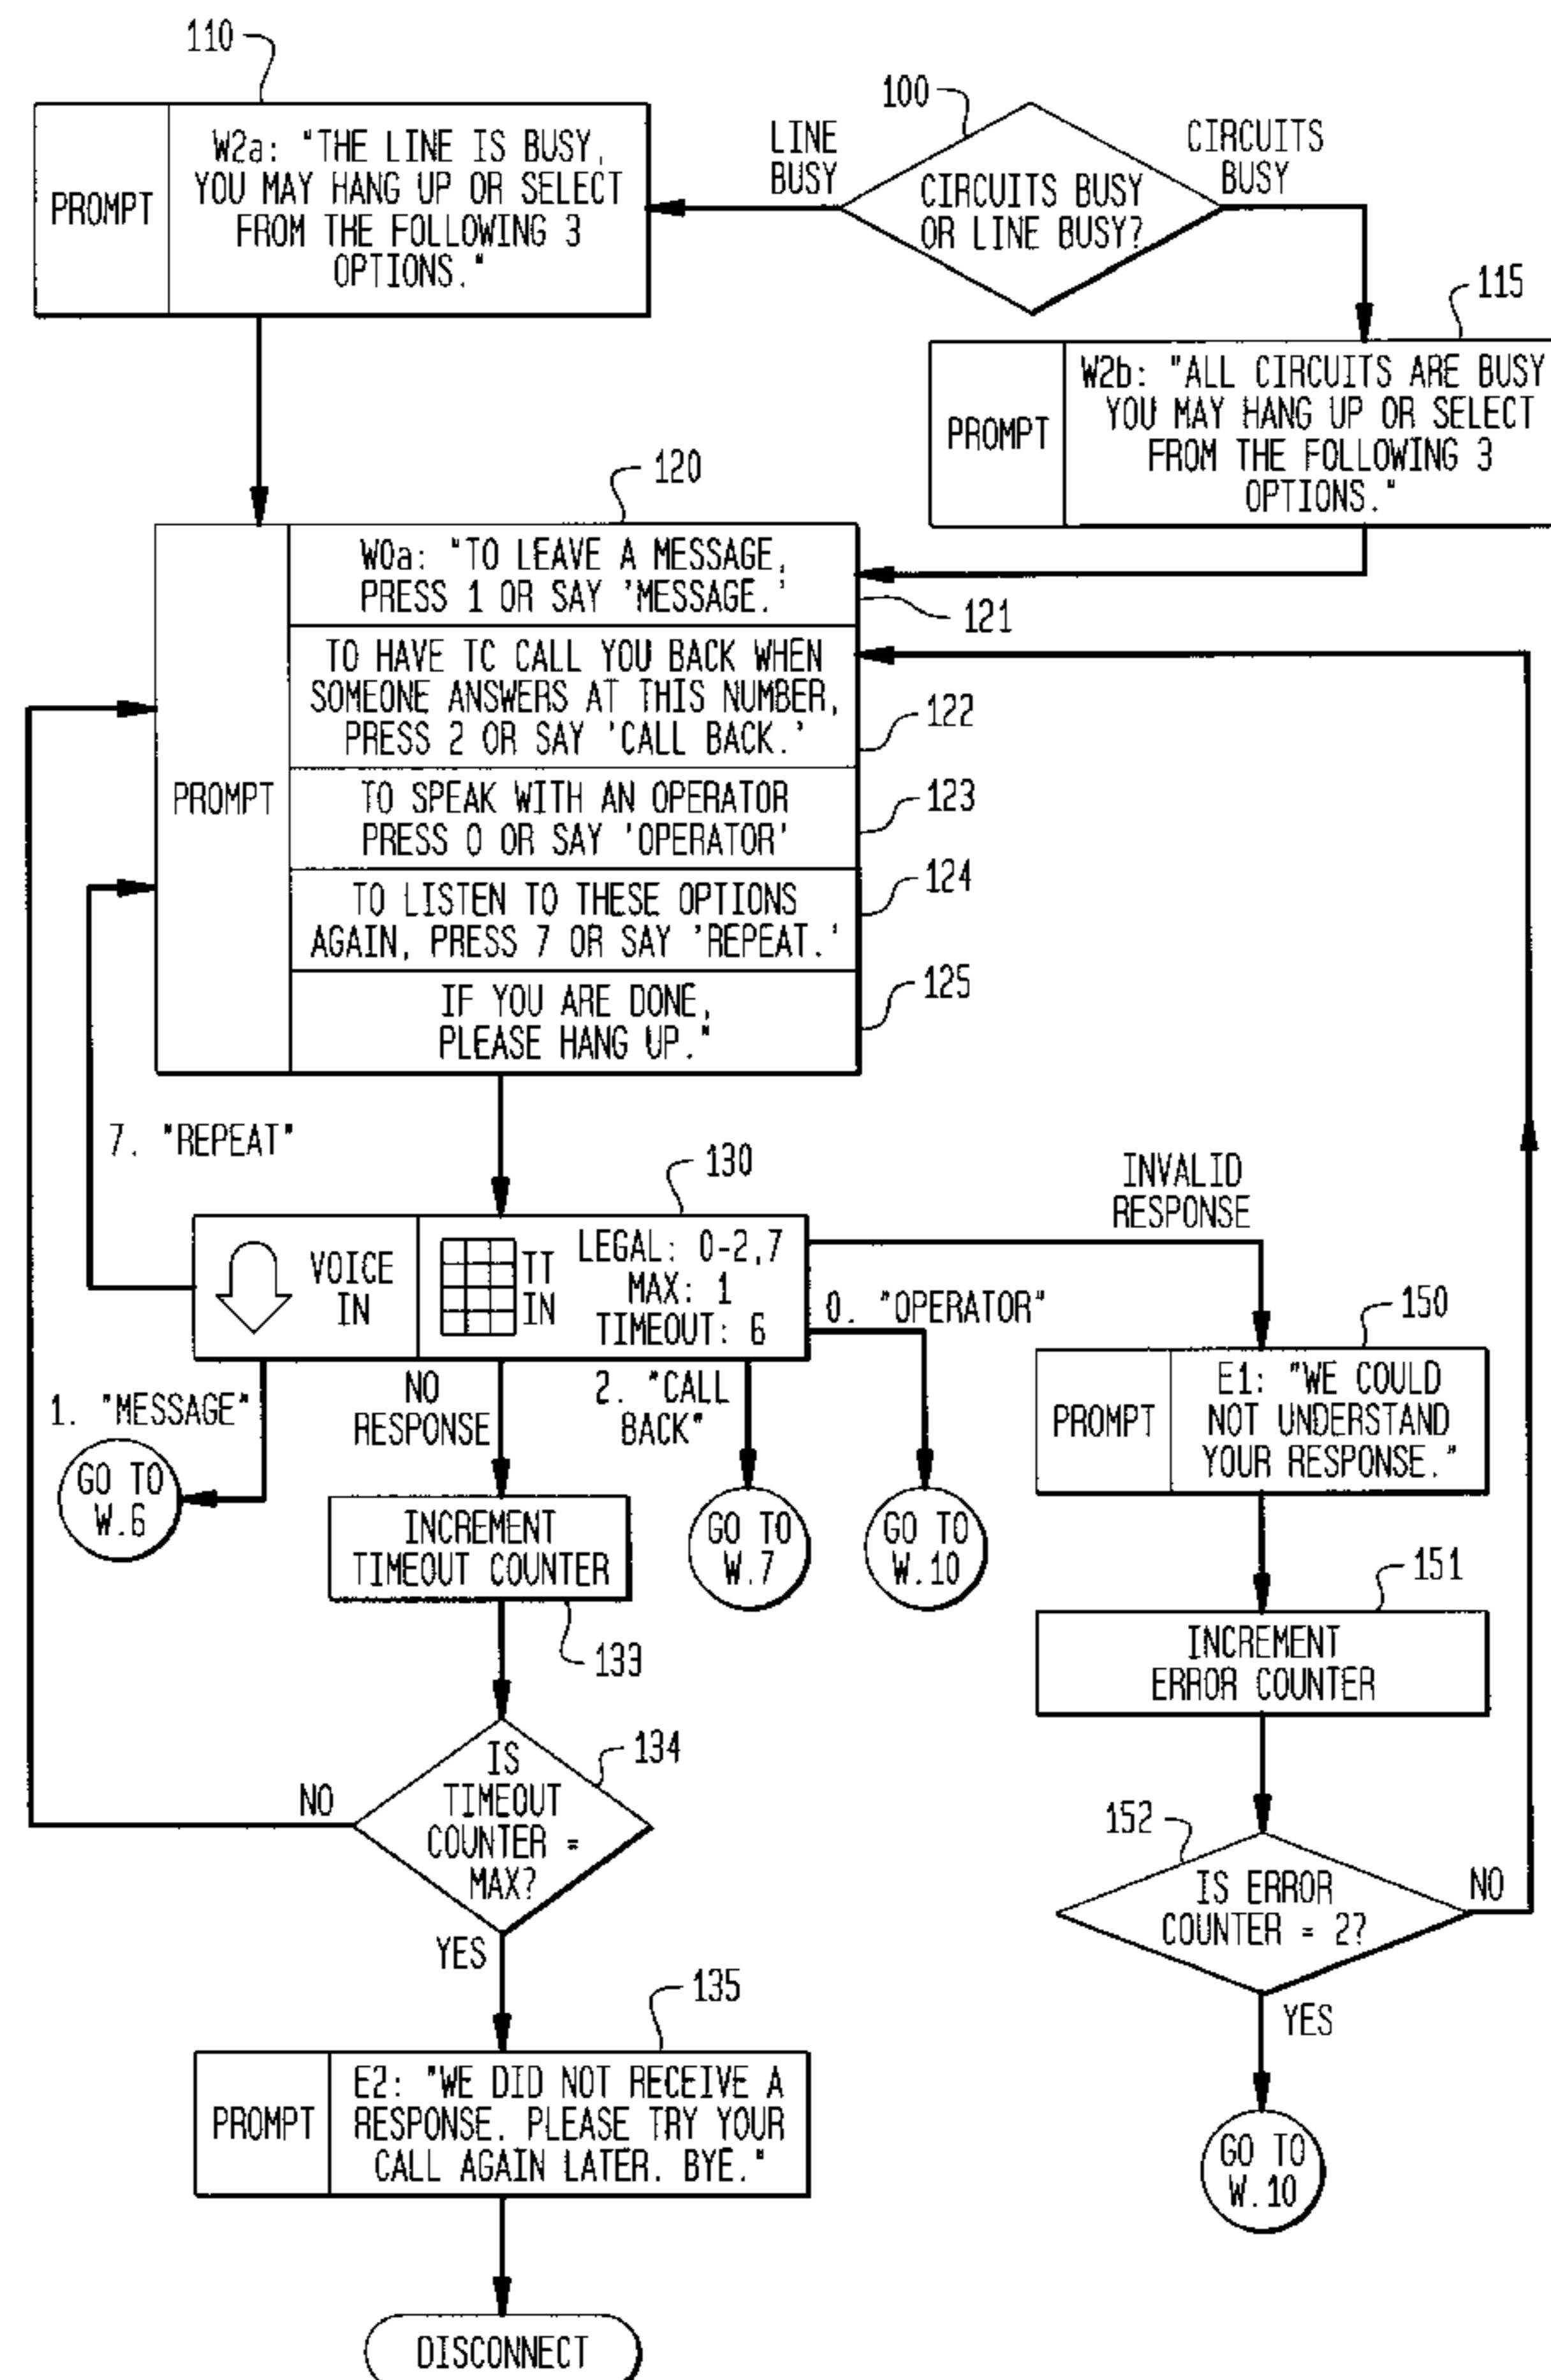 110
W2a: "THE LINE IS BUSY,
YOU MAY HANG UP OR SELECT
FROM THE FOLLOWING 3
OPTIONS."
PROMPT
LINE
BUSY
100
CIRCUITS BUSY
OR LINE BUSY?
CIRCUITS
BUSY
115
W2b: "ALL CIRCUITS ARE BUSY
YOU MAY HANG UP OR SELECT
FROM THE FOLLOWING 3
OPTIONS."
PROMPT
120
W0a: "TO LEAVE A MESSAGE,
PRESS 1 OR SAY 'MESSAGE.'
121
TO HAVE TC CALL YOU BACK WHEN
SOMEONE ANSWERS AT THIS NUMBER,
PRESS 2 OR SAY 'CALL BACK.'
122
PROMPT
TO SPEAK WITH AN OPERATOR
PRESS 0 OR SAY 'OPERATOR'
123
TO LISTEN TO THESE OPTIONS
AGAIN, PRESS 7 OR SAY 'REPEAT.'
124
IF YOU ARE DONE,
PLEASE HANG UP."
125
7. "REPEAT"
130
VOICE
IN
TT
IN
LEGAL: 0-2,7
MAX: 1
TIMEOUT: 6
INVALID
RESPONSE
0. "OPERATOR"
1. "MESSAGE"
GO TO
W.6
NO
RESPONSE
2. "CALL
BACK"
GO TO
W.7
GO TO
W.10
150
PROMPT
E1: "WE COULD
NOT UNDERSTAND
YOUR RESPONSE."
INCREMENT
TIMEOUT COUNTER
133
151
INCREMENT
ERROR COUNTER
134
IS
TIMEOUT
COUNTER =
MAX?
NO
YES
152
IS ERROR
COUNTER = 2?
NO
YES
GO TO
W.10
135
PROMPT
E2: "WE DID NOT RECEIVE A
RESPONSE. PLEASE TRY YOUR
CALL AGAIN LATER. BYE."
DISCONNECT